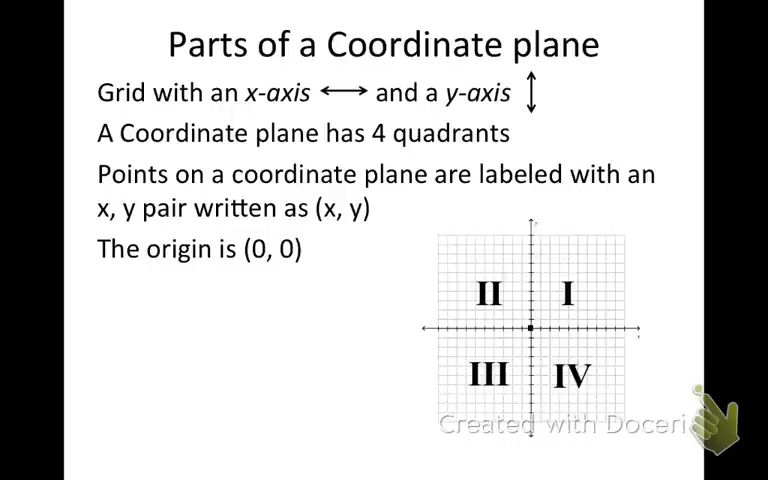 Parts of a Coordinate plane
Grid with an x-axis and a y-axis
A Coordinate plane has 4 quadrants
Points on a coordinate plane are labeled with an
x, y pair written as (x, y)
The origin is (0, 0)
y
II I
x
III IV
Created with Doceri